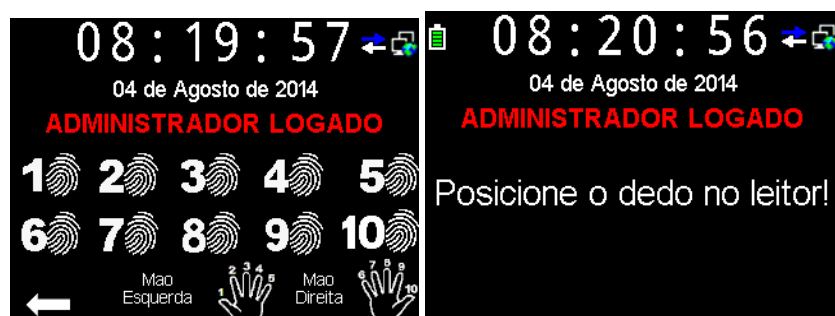 08:19:57
04 de Agosto de 2014
ADMINISTRADOR LOGADO
1 2 3 4 5
6 7 8 9 10
Mao Esquerda
1 2 3 4 5
Mao Direita
6 7 8 9 10
08:20:56
04 de Agosto de 2014
ADMINISTRADOR LOGADO
Posicione o dedo no leitor!